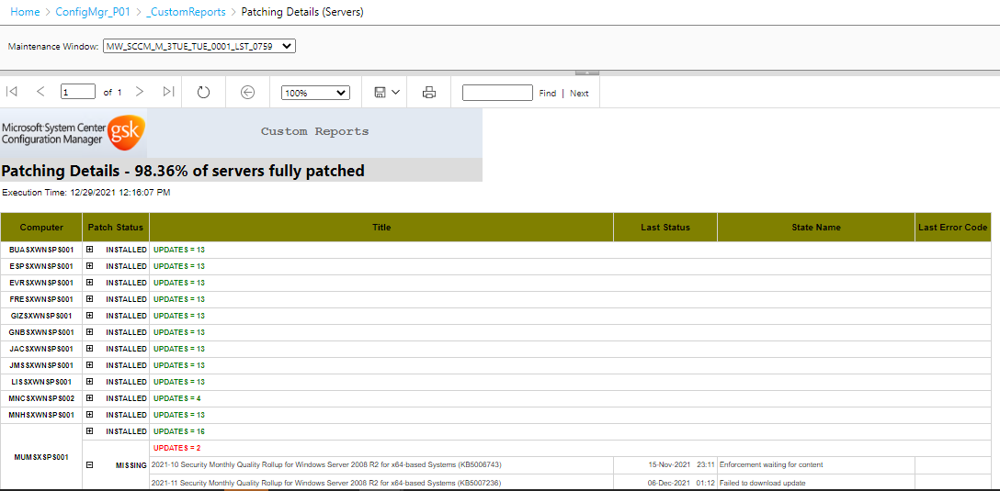 Home > ConfigMgr_P01 > _CustomReports > Patching Details (Servers)
Maintenance Window: MW_SCCM_M_3TUE_TUE_0001_LST_0759
1 of 1 100% Find | Next
Microsoft System Center
Configuration Manager
gsk
Custom Reports
Patching Details - 98.36% of servers fully patched
Execution Time: 12/29/2021 12:16:07 PM
Computer Patch Status Title Last Status State Name Last Error Code
BUASXWNSPS001 INSTALLED UPDATES = 13
ESPSXWNSPS001 INSTALLED UPDATES = 13
EVRSXWNSPS001 INSTALLED UPDATES = 13
FRESXWNSPS001 INSTALLED UPDATES = 13
GIZSXWNSPS001 INSTALLED UPDATES = 13
GNBSXWNSPS001 INSTALLED UPDATES = 13
JACSXWNSPS001 INSTALLED UPDATES = 13
JMSSXWNSPS001 INSTALLED UPDATES = 13
LISSXWNSPS001 INSTALLED UPDATES = 13
MNCSXWNSPS002 INSTALLED UPDATES = 4
MNHSXWNSPS001 INSTALLED UPDATES = 13
MUMSXSPS001 INSTALLED UPDATES = 16
UPDATES = 2
MISSING 2021-10 Security Monthly Quality Rollup for Windows Server 2008 R2 for x64-based Systems (KB5006743) 15-Nov-2021 23:11 Enforcement waiting for content
2021-11 Security Monthly Quality Rollup for Windows Server 2008 R2 for x64-based Systems (KB5007236) 06-Dec-2021 01:12 Failed to download update